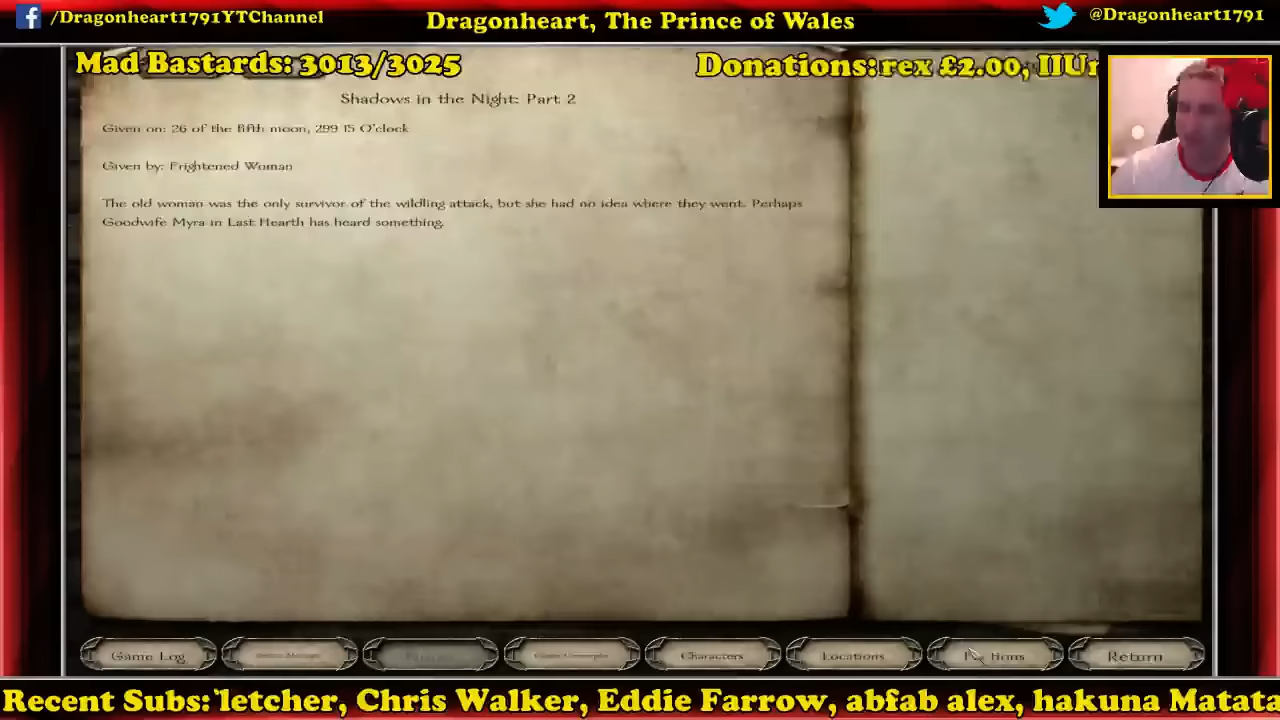 /Dragonheart1791YTChannel
Dragonheart, The Prince of Wales
@Dragonheart1791
Mad Bastards: 3013/3025
Donations: rex £2.00,
Shadows in the Night: Part 2
Given on: 26 of the fifth moon, 299 15 O'clock
Given by: Frightened Woman
The old woman was the only survivor of the wildling attack, but she had no idea where they went. Perhaps
Goodwife Myra in Last Hearth has heard something.
Game Log
Game Concepts
Characters
Locations
Return
Recent Subs: letcher, Chris Walker, Eddie Farrow, abfab alex, hakuna Matata